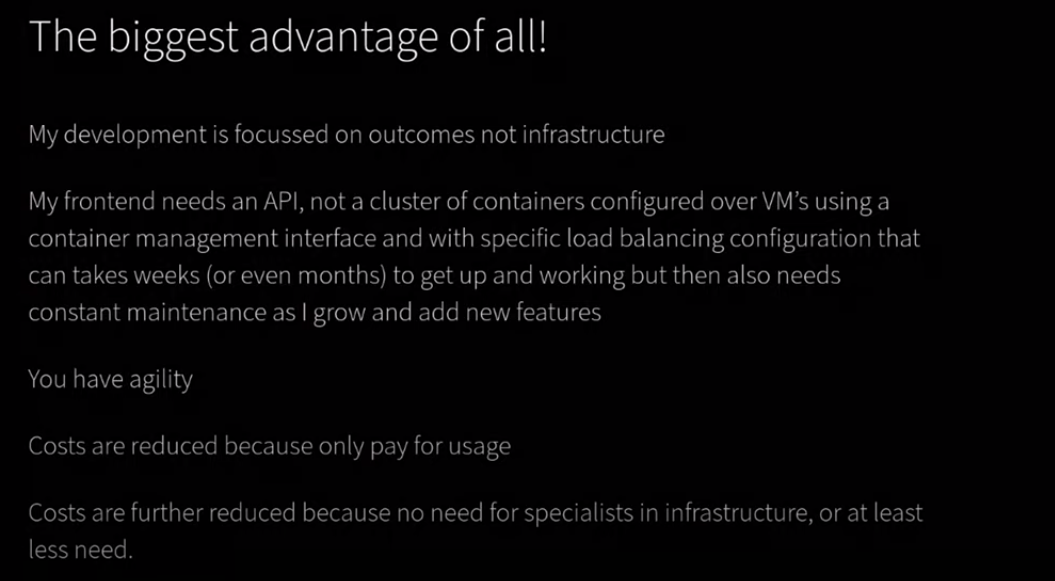 The biggest advantage of all!
My development is focussed on outcomes not infrastructure
My frontend needs an API, not a cluster of containers configured over VM’s using a
container management interface and with specific load balancing configuration that
can takes weeks (or even months) to get up and working but then also needs
constant maintenance as I grow and add new features
You have agility
Costs are reduced because only pay for usage
Costs are further reduced because no need for specialists in infrastructure, or at least
less need.